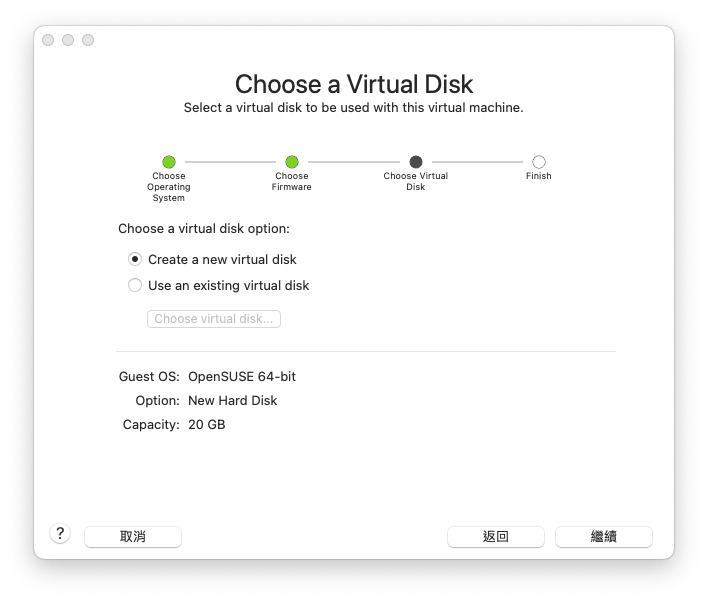 Choose a Virtual Disk
Select a virtual disk to be used with this virtual machine.
Choose
Operating
System
Choose
Firmware
Choose Virtual
Disk
Finish
Choose a virtual disk option:
Create a new virtual disk
Use an existing virtual disk
Choose virtual disk...
Guest OS: OpenSUSE 64-bit
Option: New Hard Disk
Capacity: 20 GB
? 取消 返回 繼續